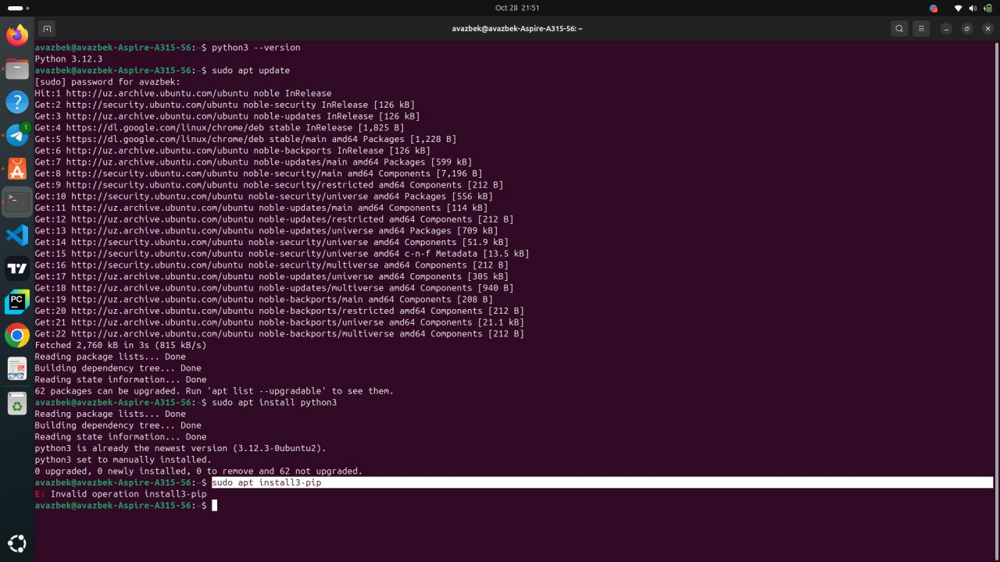 Oct 28 21:51
avazbek@avazbek-Aspire-A315-56: ~
avazbek@avazbek-Aspire-A315-56:~$ python3 --version
Python 3.12.3
avazbek@avazbek-Aspire-A315-56:~$ sudo apt update
[sudo] password for avazbek:
Hit:1 http://uz.archive.ubuntu.com/ubuntu noble InRelease
Get:2 http://security.ubuntu.com/ubuntu noble-security InRelease [126 kB]
Get:3 http://uz.archive.ubuntu.com/ubuntu noble-updates InRelease [126 kB]
Get:4 https://dl.google.com/linux/chrome/deb stable InRelease [1,825 B]
Get:5 https://dl.google.com/linux/chrome/deb stable/main amd64 Packages [1,228 B]
Get:6 http://uz.archive.ubuntu.com/ubuntu noble-backports InRelease [126 kB]
Get:7 http://uz.archive.ubuntu.com/ubuntu noble-updates/main amd64 Packages [599 kB]
Get:8 http://security.ubuntu.com/ubuntu noble-security/main amd64 Components [7,196 B]
Get:9 http://security.ubuntu.com/ubuntu noble-security/restricted amd64 Components [212 B]
Get:10 http://security.ubuntu.com/ubuntu noble-security/universe amd64 Packages [556 kB]
Get:11 http://uz.archive.ubuntu.com/ubuntu noble-updates/main amd64 Components [114 kB]
Get:12 http://uz.archive.ubuntu.com/ubuntu noble-updates/restricted amd64 Components [212 B]
Get:13 http://uz.archive.ubuntu.com/ubuntu noble-updates/universe amd64 Packages [709 kB]
Get:14 http://security.ubuntu.com/ubuntu noble-security/universe amd64 Components [51.9 kB]
Get:15 http://security.ubuntu.com/ubuntu noble-security/universe amd64 c-n-f Metadata [13.5 kB]
Get:16 http://security.ubuntu.com/ubuntu noble-security/multiverse amd64 Components [212 B]
Get:17 http://uz.archive.ubuntu.com/ubuntu noble-updates/universe amd64 Components [305 kB]
Get:18 http://uz.archive.ubuntu.com/ubuntu noble-updates/multiverse amd64 Components [940 B]
Get:19 http://uz.archive.ubuntu.com/ubuntu noble-backports/main amd64 Components [208 B]
Get:20 http://uz.archive.ubuntu.com/ubuntu noble-backports/restricted amd64 Components [212 B]
Get:21 http://uz.archive.ubuntu.com/ubuntu noble-backports/universe amd64 Components [21.1 kB]
Get:22 http://uz.archive.ubuntu.com/ubuntu noble-backports/multiverse amd64 Components [212 B]
Fetched 2,760 kB in 3s (815 kB/s)
Reading package lists... Done
Building dependency tree... Done
Reading state information... Done
62 packages can be upgraded. Run 'apt list --upgradable' to see them.
avazbek@avazbek-Aspire-A315-56:~$ sudo apt install python3
Reading package lists... Done
Building dependency tree... Done
Reading state information... Done
python3 is already the newest version (3.12.3-0ubuntu2).
python3 set to manually installed.
0 upgraded, 0 newly installed, 0 to remove and 62 not upgraded.
avazbek@avazbek-Aspire-A315-56:~$ sudo apt install3-pip
E: Invalid operation install3-pip
avazbek@avazbek-Aspire-A315-56:~$
1
PC